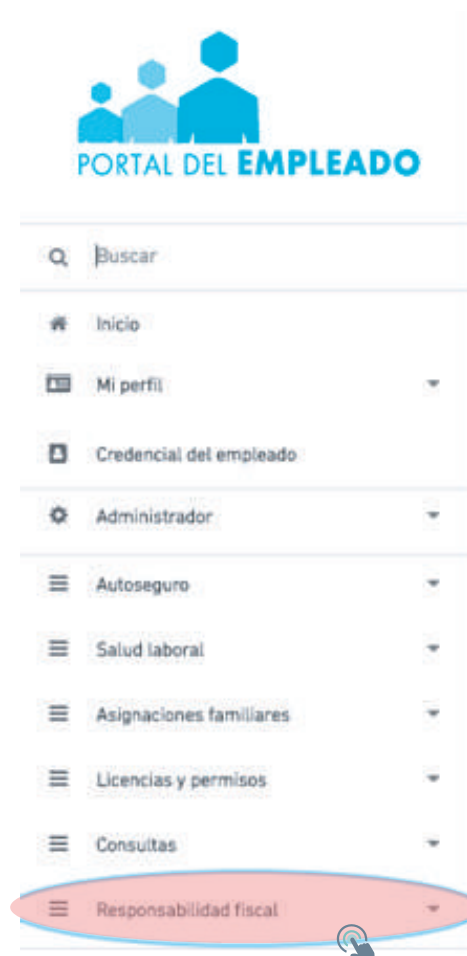 PORTAL DEL EMPLEADO
Buscar
Inicio
Mi perfil
Credencial del empleado
Administrador
Autoseguro
Salud laboral
Asignaciones familiares
Licencias y permisos
Consultas
Responsabilidad fiscal